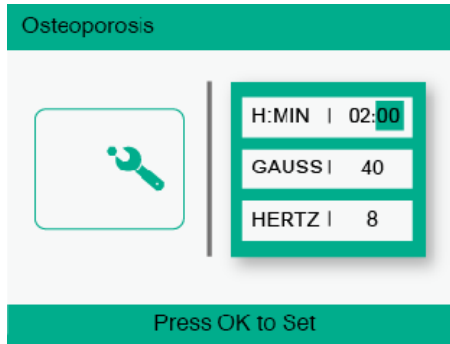 Osteoporosis
H:MIN | 02:00
GAUSS | 40
HERTZ | 8
Press OK to Set